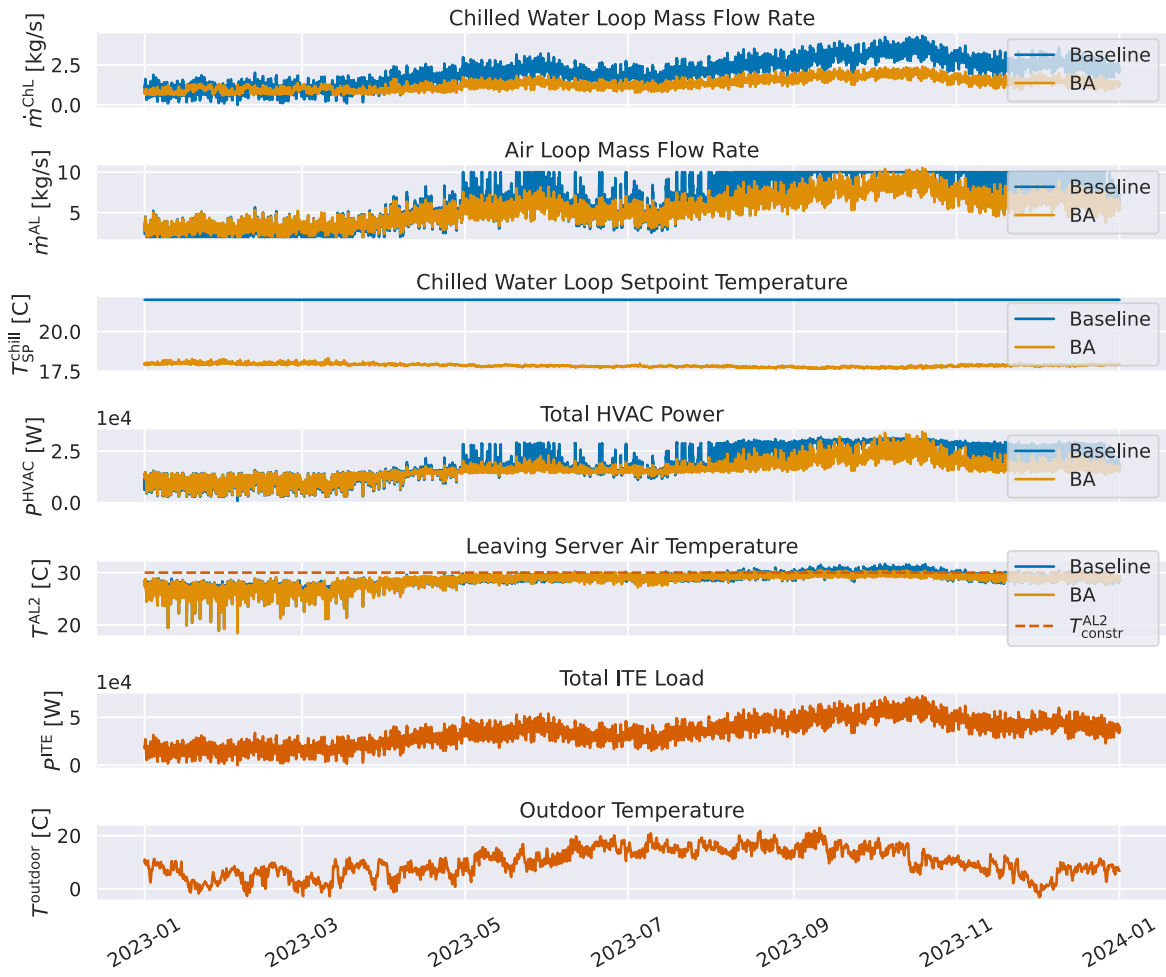 Chilled Water Loop Mass Flow Rate
ṁ^ChL [kg/s]
2.5
0.0
Baseline
BA
Air Loop Mass Flow Rate
ṁ^AL [kg/s]
10
5
Baseline
BA
Chilled Water Loop Setpoint Temperature
T_SP^chill [C]
20.0
17.5
Baseline
BA
1e4
Total HVAC Power
P^HVAC [W]
2.5
0.0
Baseline
BA
Leaving Server Air Temperature
T^AL2 [C]
30
20
Baseline
BA
T_constr^AL2
1e4
Total ITE Load
P^ITE [W]
5
0
Outdoor Temperature
T^outdoor [C]
20
0
2023-01
2023-03
2023-05
2023-07
2023-09
2023-11
2024-01